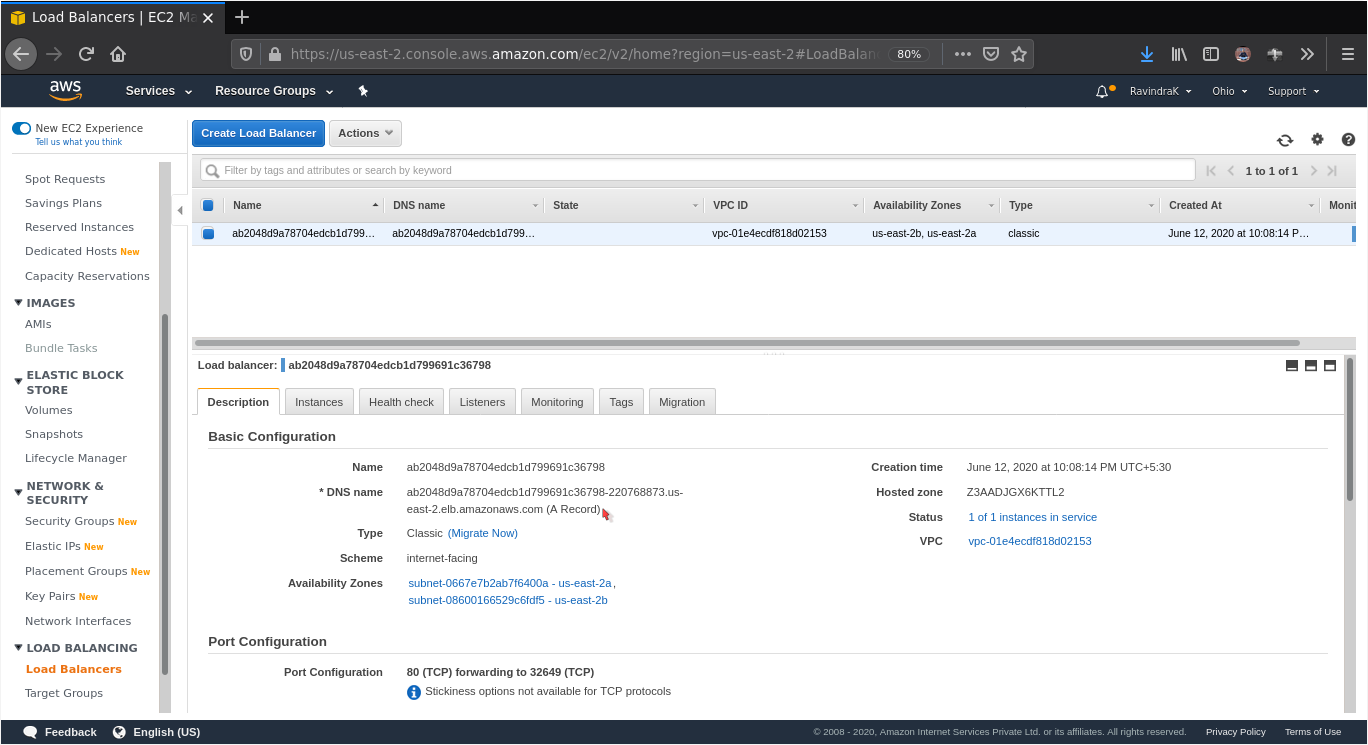 Load Balancers | EC2 Ma
https://us-east-2.console.aws.amazon.com/ec2/v2/home?region=us-east-2#LoadBalan
80%
aws
Services
Resource Groups
RavindraK
Ohio
Support
New EC2 Experience
Tell us what you think
Spot Requests
Savings Plans
Reserved Instances
Dedicated Hosts New
Capacity Reservations
IMAGES
AMIs
Bundle Tasks
ELASTIC BLOCK
STORE
Volumes
Snapshots
Lifecycle Manager
NETWORK &
SECURITY
Security Groups New
Elastic IPs New
Placement Groups New
Key Pairs New
Network Interfaces
LOAD BALANCING
Load Balancers
Target Groups
Create Load Balancer
Actions
Filter by tags and attributes or search by keyword
1 to 1 of 1
Name DNS name State VPC ID Availability Zones Type Created At Monit
ab2048d9a78704edcb1d799... ab2048d9a78704edcb1d799... vpc-01e4ecdf818d02153 us-east-2b, us-east-2a classic June 12, 2020 at 10:08:14 P...
Load balancer: ab2048d9a78704edcb1d799691c36798
Description Instances Health check Listeners Monitoring Tags Migration
Basic Configuration
Name ab2048d9a78704edcb1d799691c36798
* DNS name ab2048d9a78704edcb1d799691c36798-220768873.us-
east-2.elb.amazonaws.com (A Record)
Type Classic (Migrate Now)
Scheme internet-facing
Availability Zones subnet-0667e7b2ab7f6400a - us-east-2a,
subnet-08600166529c6fdf5 - us-east-2b
Creation time June 12, 2020 at 10:08:14 PM UTC+5:30
Hosted zone Z3AADJGX6KTTL2
Status 1 of 1 instances in service
VPC vpc-01e4ecdf818d02153
Port Configuration
Port Configuration 80 (TCP) forwarding to 32649 (TCP)
Stickiness options not available for TCP protocols
Feedback
English (US)
© 2008 - 2020, Amazon Internet Services Private Ltd. or its affiliates. All rights reserved.
Privacy Policy
Terms of Use